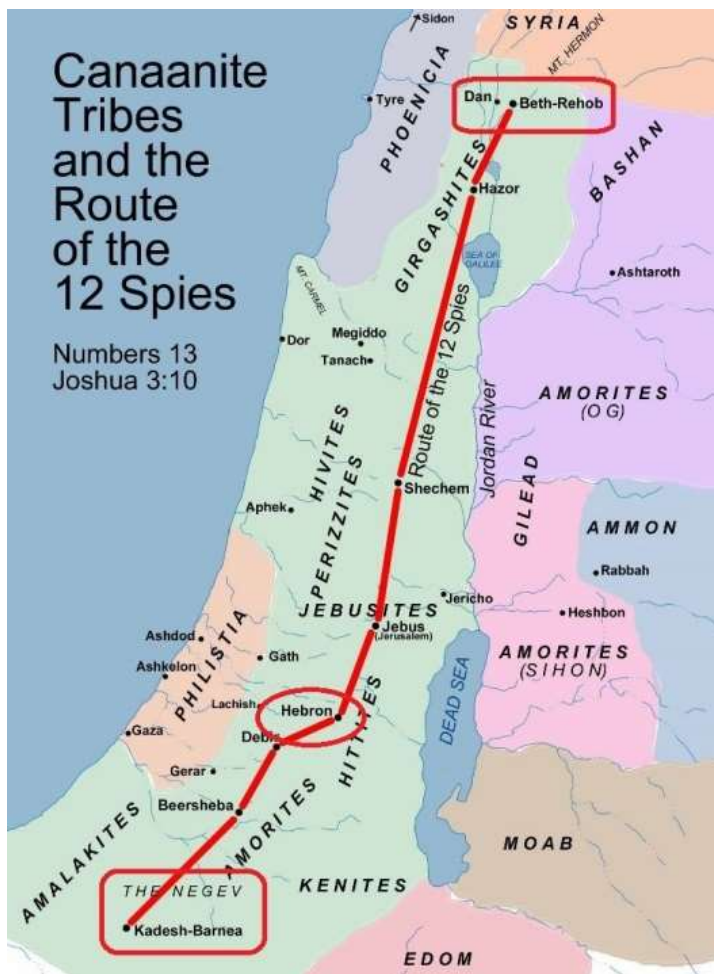 Canaanite
Tribes
and the
Route
of the
12 Spies
Numbers 13
Joshua 3:10
Sidon
SYRIA
MT. HERMON
PHOENICIA
Tyre
Dan
Beth-Rehob
BASHAN
GIRGASHITES
Hazor
SEA OF
GALILEE
Ashtaroth
MT. CARMEL
Dor
Megiddo
Tanach
Route of the 12 Spies
Jordan River
AMORITES
(OG)
HIVITES
PERIZZITES
Shechem
GILEAD
Aphek
AMMON
Rabbah
JEBUSITES
Jericho
Heshbon
Jebus
(Jerusalem)
Ashdod
PHILISTIA
Gath
AMORITES
(SIHON)
Ashkelon
Lachish
Hebron
HITTITES
DEAD SEA
Gaza
Debir
Gerar
Beersheba
AMORITES
MOAB
AMALAKITES
THE NEGEV
KENITES
Kadesh-Barnea
EDOM